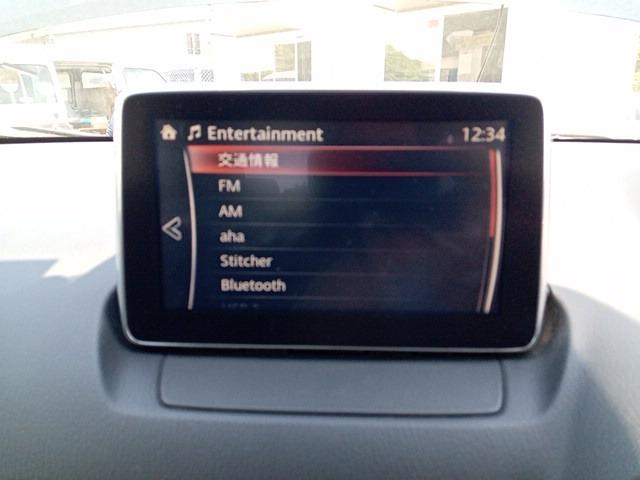 Entertainment 12:34
交通情報
FM
AM
aha
Stitcher
Bluetooth